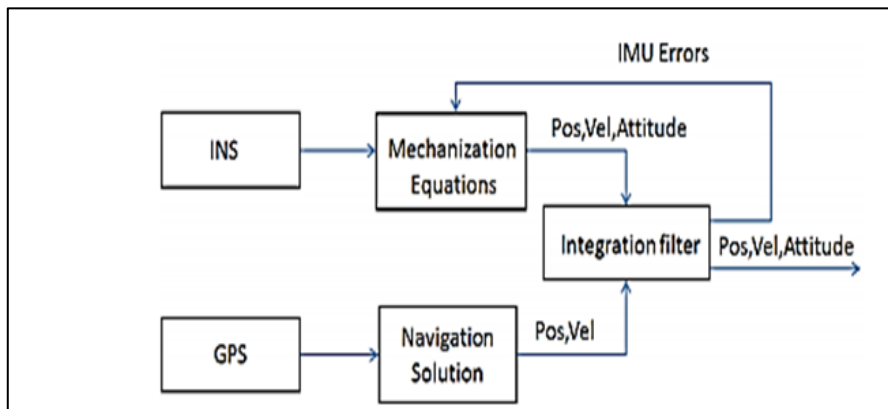 IMU Errors
INS
Mechanization
Equations
Pos,Vel,Attitude
Integration filter
Pos,Vel,Attitude
GPS
Navigation
Solution
Pos,Vel